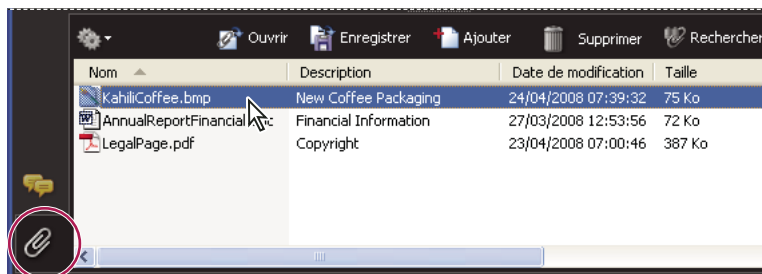 Ouvrir Enregistrer Ajouter Supprimer Rechercher
Nom Description Date de modification Taille
KahiliCoffee.bmp New Coffee Packaging 24/04/2008 07:39:32 75 Ko
AnnualReportFinancial Financial Information 27/03/2008 12:53:56 72 Ko
LegalPage.pdf Copyright 23/04/2008 07:00:46 387 Ko